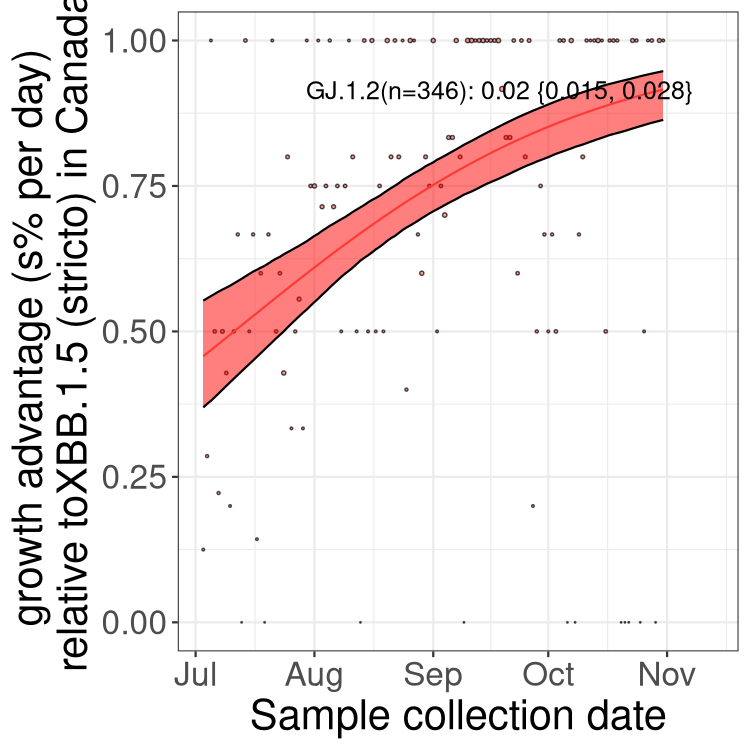 growth advantage (s% per day)
relative toXBB.1.5 (stricto) in Canada
1.00
0.75
0.50
0.25
0.00
GJ.1.2(n=346): 0.02 {0.015, 0.028}
Jul Aug Sep Oct Nov
Sample collection date